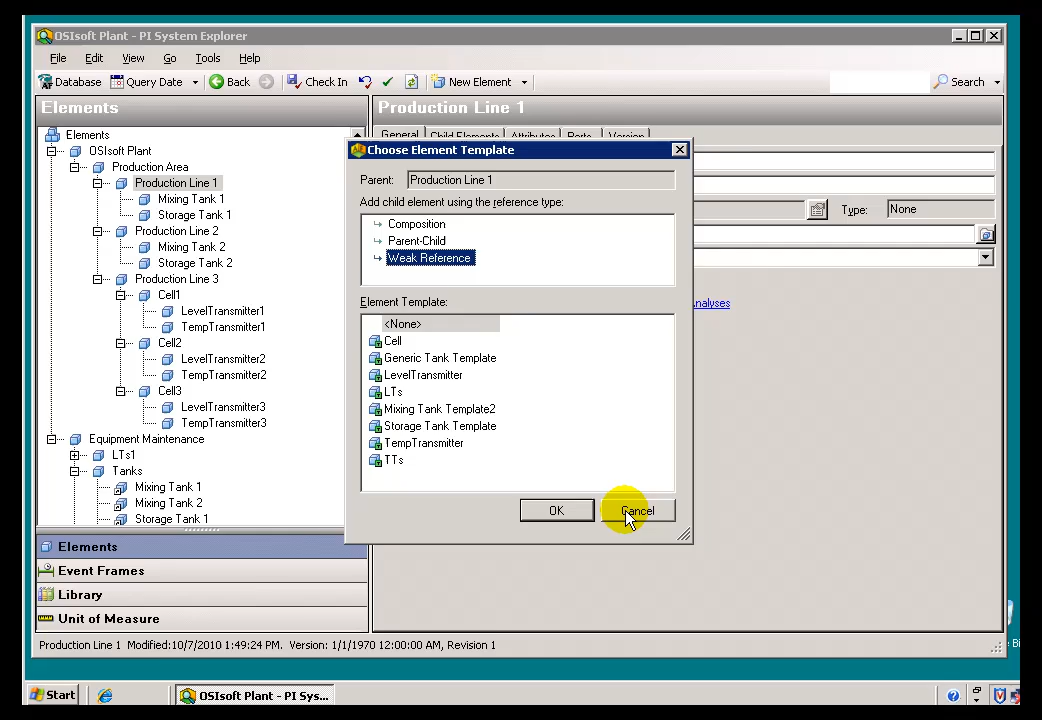 OSIsoft Plant - PI System Explorer
File Edit View Go Tools Help
Database Query Date Back Check In New Element Search
Elements
Production Line 1
Elements
OSIsoft Plant
Production Area
Production Line 1
Mixing Tank 1
Storage Tank 1
Production Line 2
Mixing Tank 2
Storage Tank 2
Production Line 3
Cell1
LevelTransmitter1
TempTransmitter1
Cell2
LevelTransmitter2
TempTransmitter2
Cell3
LevelTransmitter3
TempTransmitter3
Equipment Maintenance
LTs1
Tanks
Mixing Tank 1
Mixing Tank 2
Storage Tank 1
Elements
Event Frames
Library
Unit of Measure
General Child Elements Attributes Ports Version
Type: None
nalyses
Choose Element Template
Parent: Production Line 1
Add child element using the reference type:
Composition
Parent-Child
Weak Reference
Element Template:
<None>
Cell
Generic Tank Template
LevelTransmitter
LTs
Mixing Tank Template2
Storage Tank Template
TempTransmitter
TTs
OK Cancel
Production Line 1 Modified:10/7/2010 1:49:24 PM. Version: 1/1/1970 12:00:00 AM, Revision 1
Start OSIsoft Plant - PI Sys...